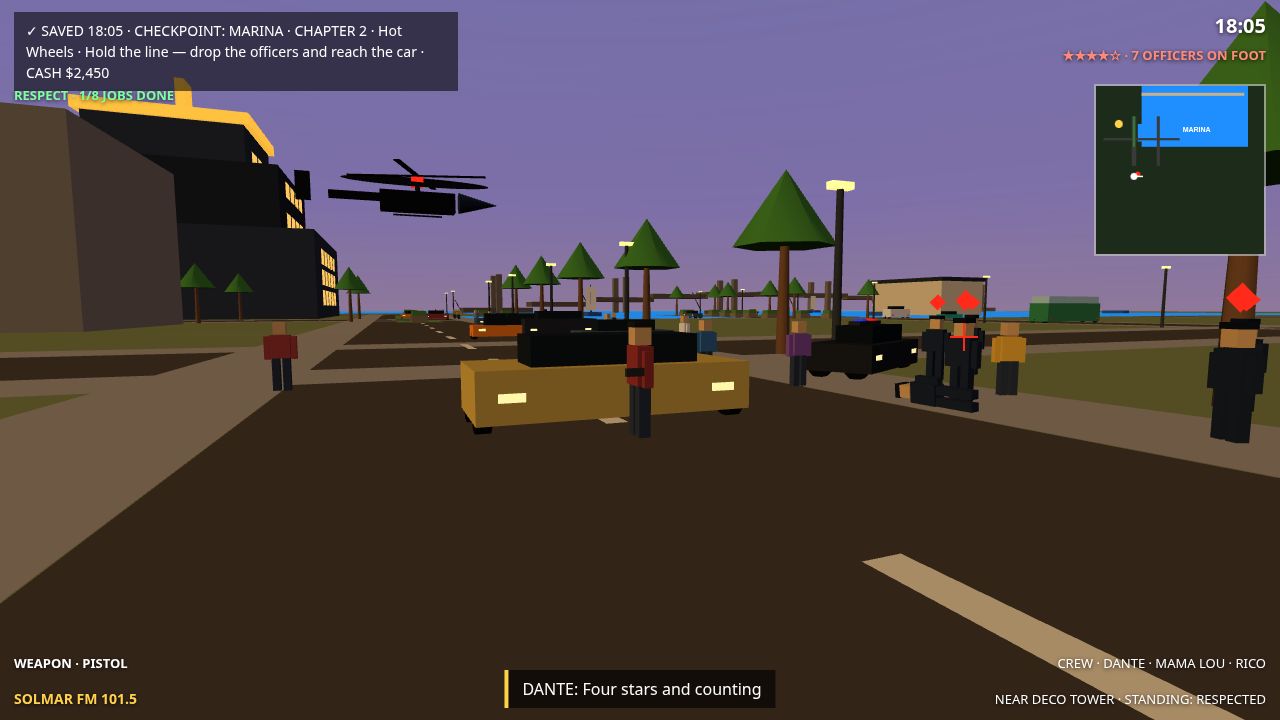 ✓ SAVED 18:05 · CHECKPOINT: MARINA · CHAPTER 2 · Hot
Wheels · Hold the line — drop the officers and reach the car ·
CASH $2,450
RESPECT · 1/8 JOBS DONE
18:05
★★★★☆ · 7 OFFICERS ON FOOT
MARINA
WEAPON · PISTOL
SOLMAR FM 101.5
DANTE: Four stars and counting
CREW · DANTE · MAMA LOU · RICO
NEAR DECO TOWER · STANDING: RESPECTED